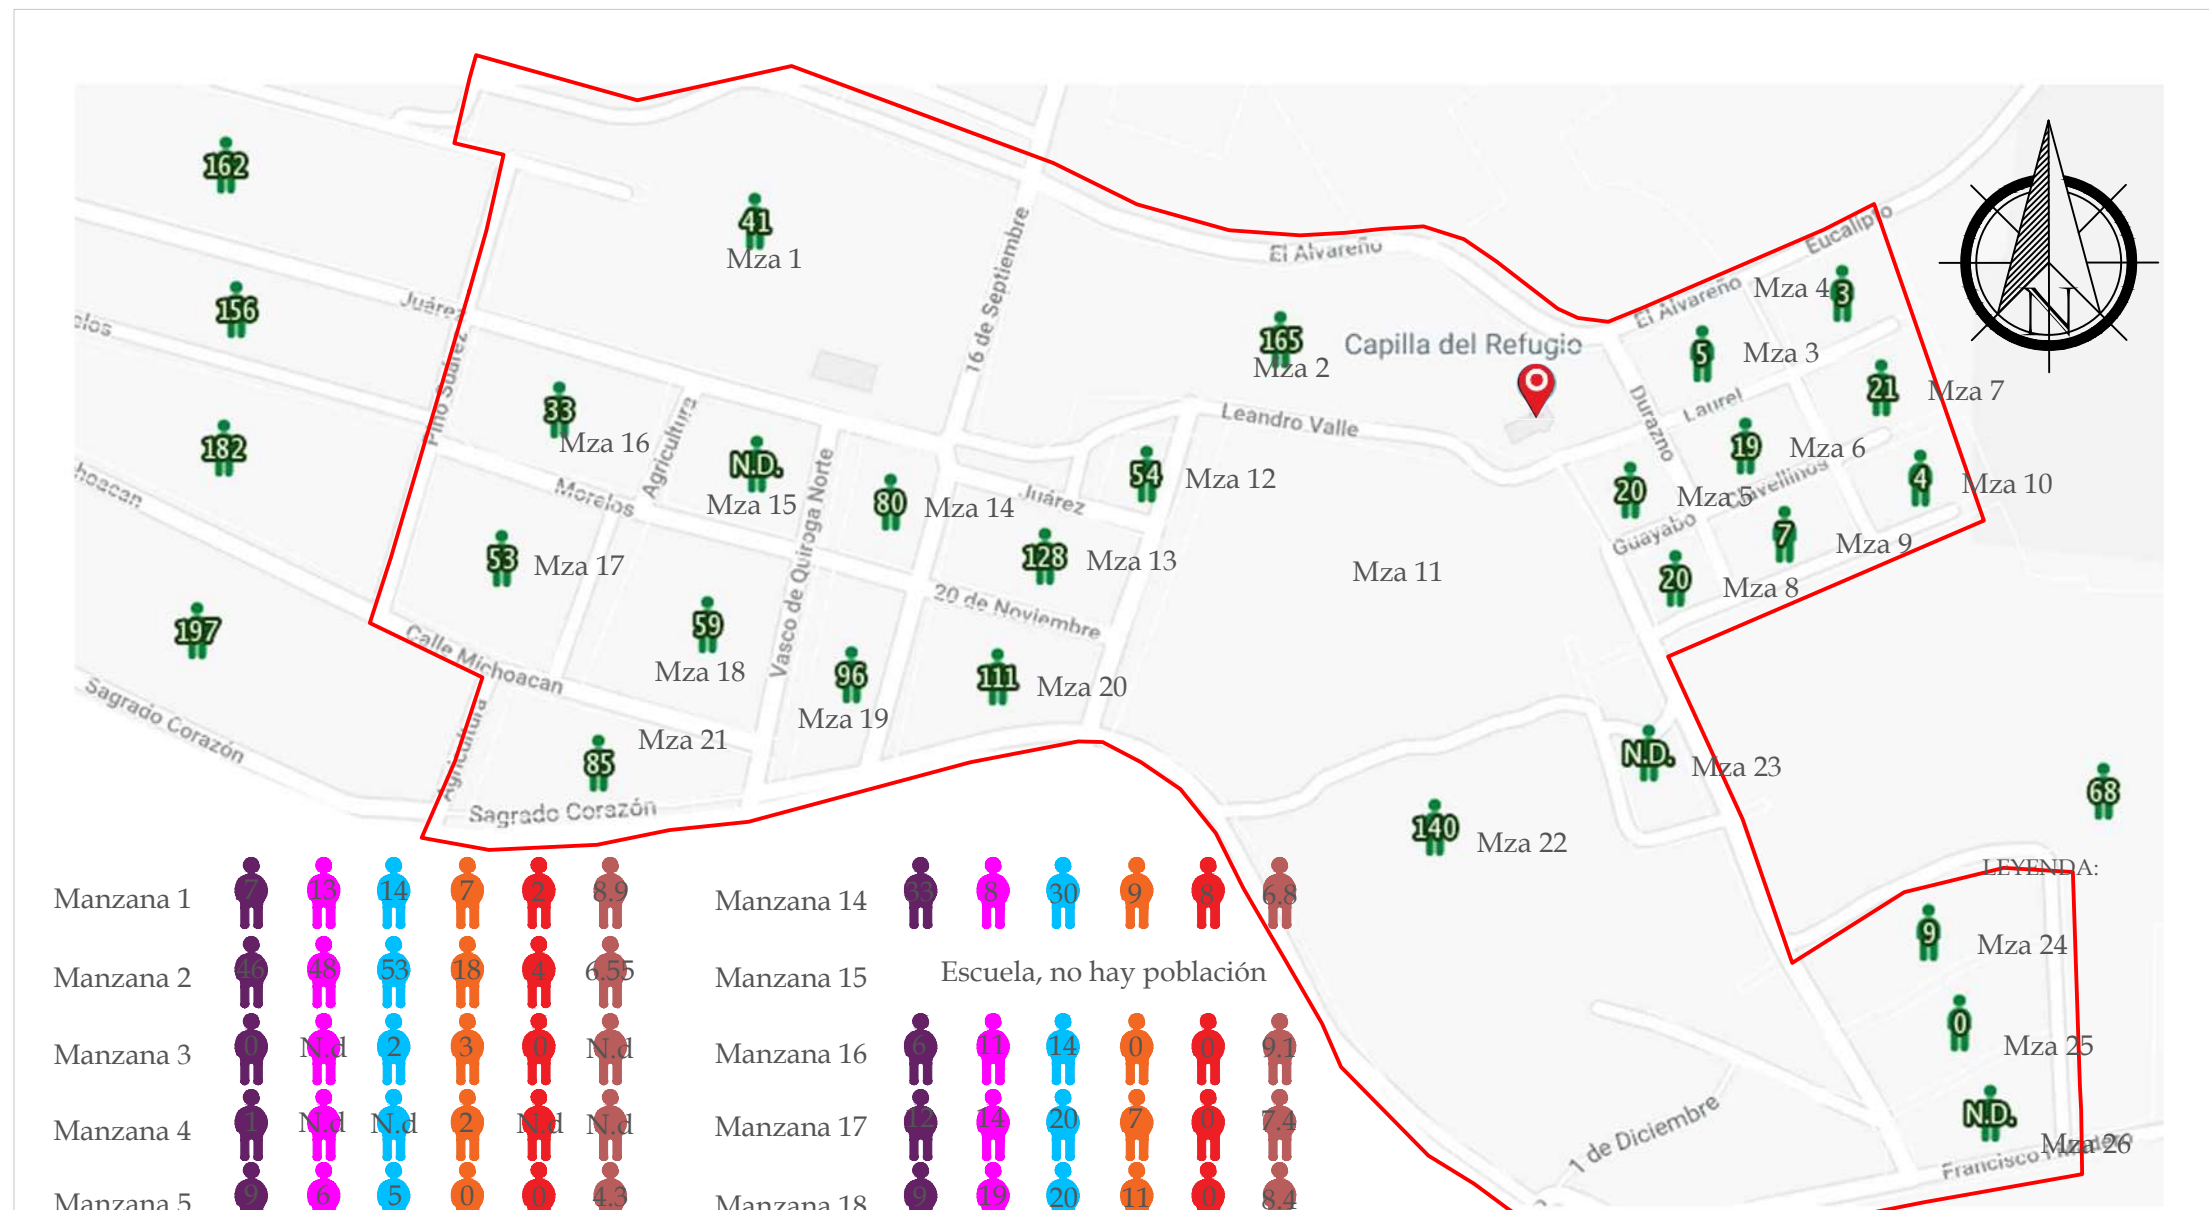 162
41
Mza 1
16 de Septiembre
El Alvareño
Eucalipto
N
156
Juárez
elos
Pino Suárez
165
Mza 2
Capilla del Refugio
El Alvareño
Mza 4
3
5
Mza 3
Durazno
Laurel
21
Mza 7
182
33
Mza 16
Agricultura
Leandro Valle
N.D.
Mza 15
Vasco de Quiroga Norte
80
Mza 14
Juárez
54
Mza 12
19
Mza 6
20
Mza 5
Clavellinos
4
Mza 10
hoacan
Morelos
Guayabo
7
Mza 9
53
Mza 17
128
Mza 13
Mza 11
20
Mza 8
197
Calle Michoacan
59
Mza 18
20 de Noviembre
96
Mza 19
111
Mza 20
Sagrado Corazón
Agricultura
85
Mza 21
Sagrado Corazón
N.D.
Mza 23
140
Mza 22
68
LEYENDA:
9
Mza 24
0
Mza 25
N.D.
Mza 26
1 de Diciembre
Francisco
Manzana 1 7 13 14 7 2 8.9
Manzana 2 46 48 53 18 4 6.55
Manzana 3 0 N.d 2 3 0 N.d
Manzana 4 1 N.d N.d 2 N.d N.d
Manzana 5 9 6 5 0 0 4.3
Manzana 14 33 8 30 9 8 6.8
Manzana 15 Escuela, no hay población
Manzana 16 6 11 14 0 0 9.1
Manzana 17 12 14 20 7 0 7.4
Manzana 18 9 19 20 11 0 8.4